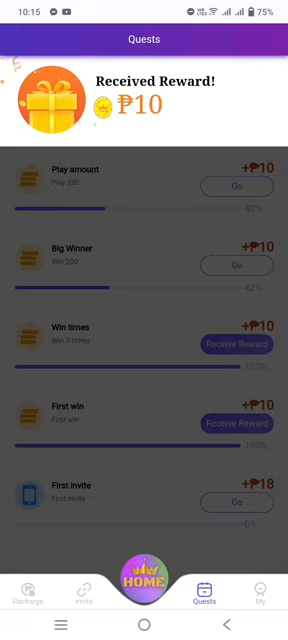 10:15
75%
Quests
Received Reward!
₱10
Play amount
+₱10
Play 200
Go
Big Winner
+₱10
Win 200
Go
Win times
+₱10
Win 5 times
Receive Reward
100%
First win
+₱10
First win
Receive Reward
100%
First invite
+₱18
First invite
Go
0%
HOME
Recharge
Invite
Quests
My